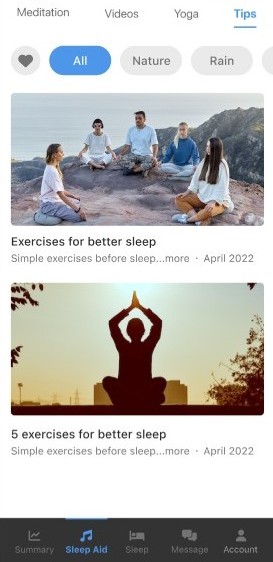 Meditation Videos Yoga Tips
All Nature Rain
Exercises for better sleep
Simple exercises before sleep...more · April 2022
5 exercises for better sleep
Simple exercises before sleep...more · April 2022
Summary Sleep Aid Sleep Message Account